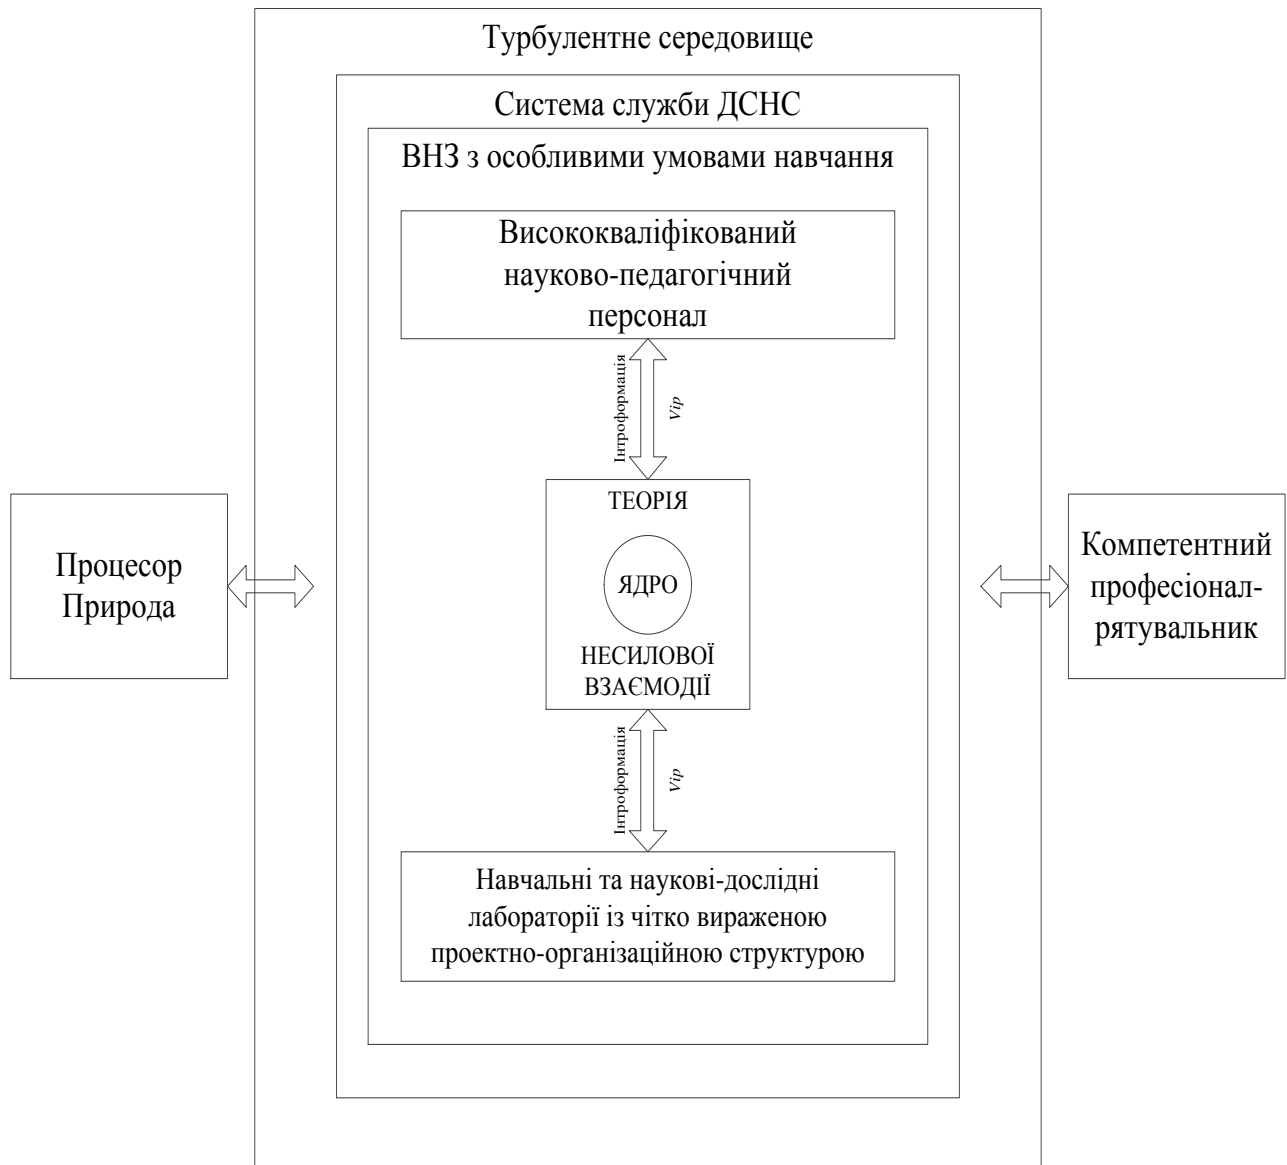 Турбулентне середовище
Система служби ДСНС
ВНЗ з особливими умовами навчання
Висококваліфікований
науково-педагогічний
персонал
Інтроформація
Vip
ТЕОРІЯ
ЯДРО
НЕСИЛОВОЇ
ВЗАЄМОДІЇ
Процесор
Природа
Компетентний
професіонал-
рятувальник
Інтроформація
Vip
Навчальні та наукові-дослідні
лабораторії із чітко вираженою
проектно-організаційною структурою